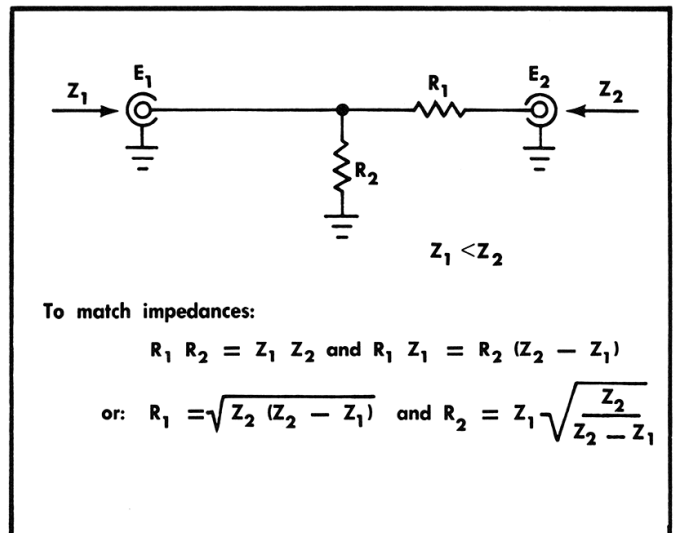 E₁ R₁ E₂
Z₁ Z₂
R₂
Z₁ < Z₂
To match impedances:
R₁ R₂ = Z₁ Z₂ and R₁ Z₁ = R₂ (Z₂ − Z₁)
or: R₁ = √(Z₂ (Z₂ − Z₁)) and R₂ = Z₁ √(Z₂ / (Z₂ − Z₁))